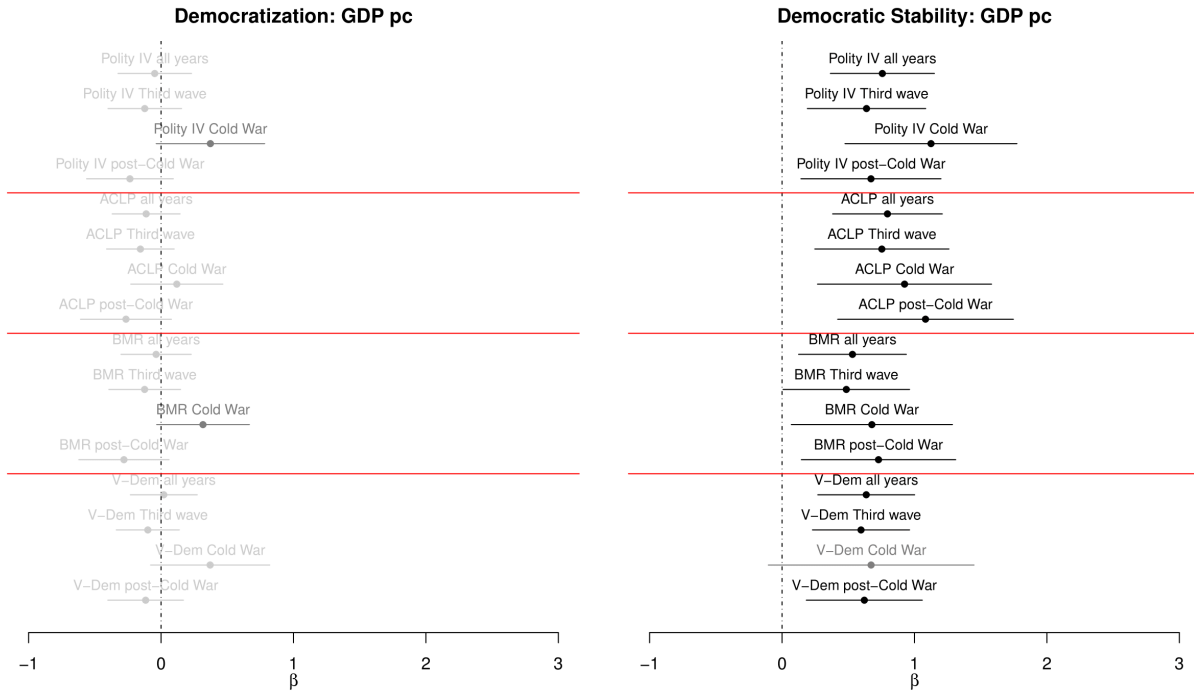 Democratization: GDP pc
Polity IV all years
Polity IV Third wave
Polity IV Cold War
Polity IV post−Cold War
ACLP all years
ACLP Third wave
ACLP Cold War
ACLP post−Cold War
BMR all years
BMR Third wave
BMR Cold War
BMR post−Cold War
V−Dem all years
V−Dem Third wave
V−Dem Cold War
V−Dem post−Cold War
−1 0 1 2 3
β
Democratic Stability: GDP pc
Polity IV all years
Polity IV Third wave
Polity IV Cold War
Polity IV post−Cold War
ACLP all years
ACLP Third wave
ACLP Cold War
ACLP post−Cold War
BMR all years
BMR Third wave
BMR Cold War
BMR post−Cold War
V−Dem all years
V−Dem Third wave
V−Dem Cold War
V−Dem post−Cold War
−1 0 1 2 3
β